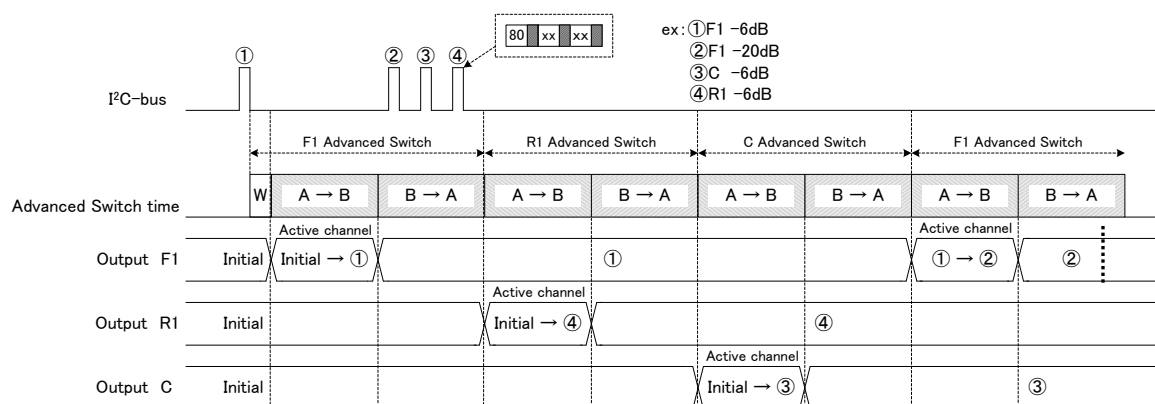 80 xx xx
ex: ①F1 -6dB
②F1 -20dB
③C -6dB
④R1 -6dB
① ② ③ ④
I²C-bus
F1 Advanced Switch R1 Advanced Switch C Advanced Switch F1 Advanced Switch
Advanced Switch time W A → B B → A A → B B → A A → B B → A A → B B → A
Active channel Active channel
Output F1 Initial Initial → ① ① ① → ② ②
Active channel
Output R1 Initial Initial → ④ ④
Active channel
Output C Initial Initial → ③ ③